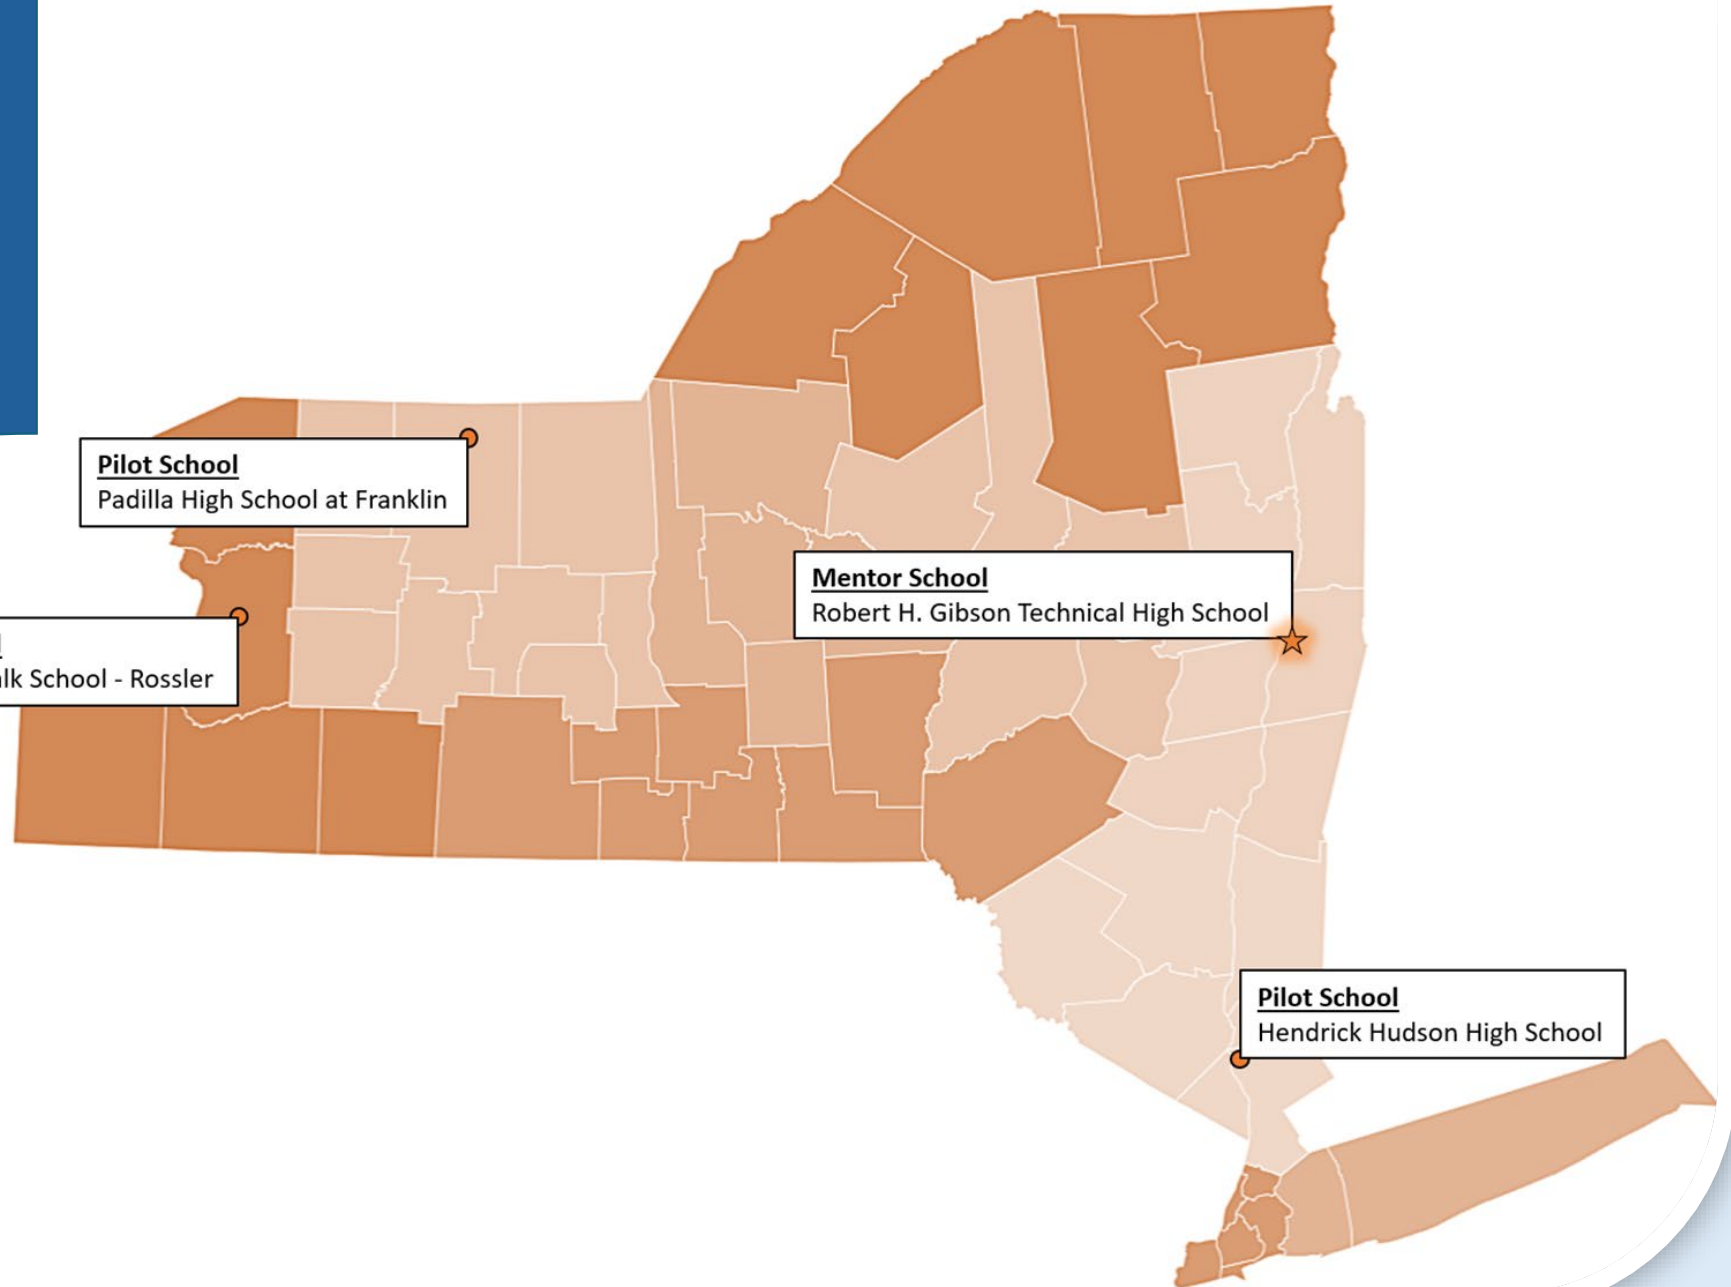 Pilot School
Padilla High School at Franklin
Mentor School
Robert H. Gibson Technical High School
School - Rossler
Pilot School
Hendrick Hudson High School